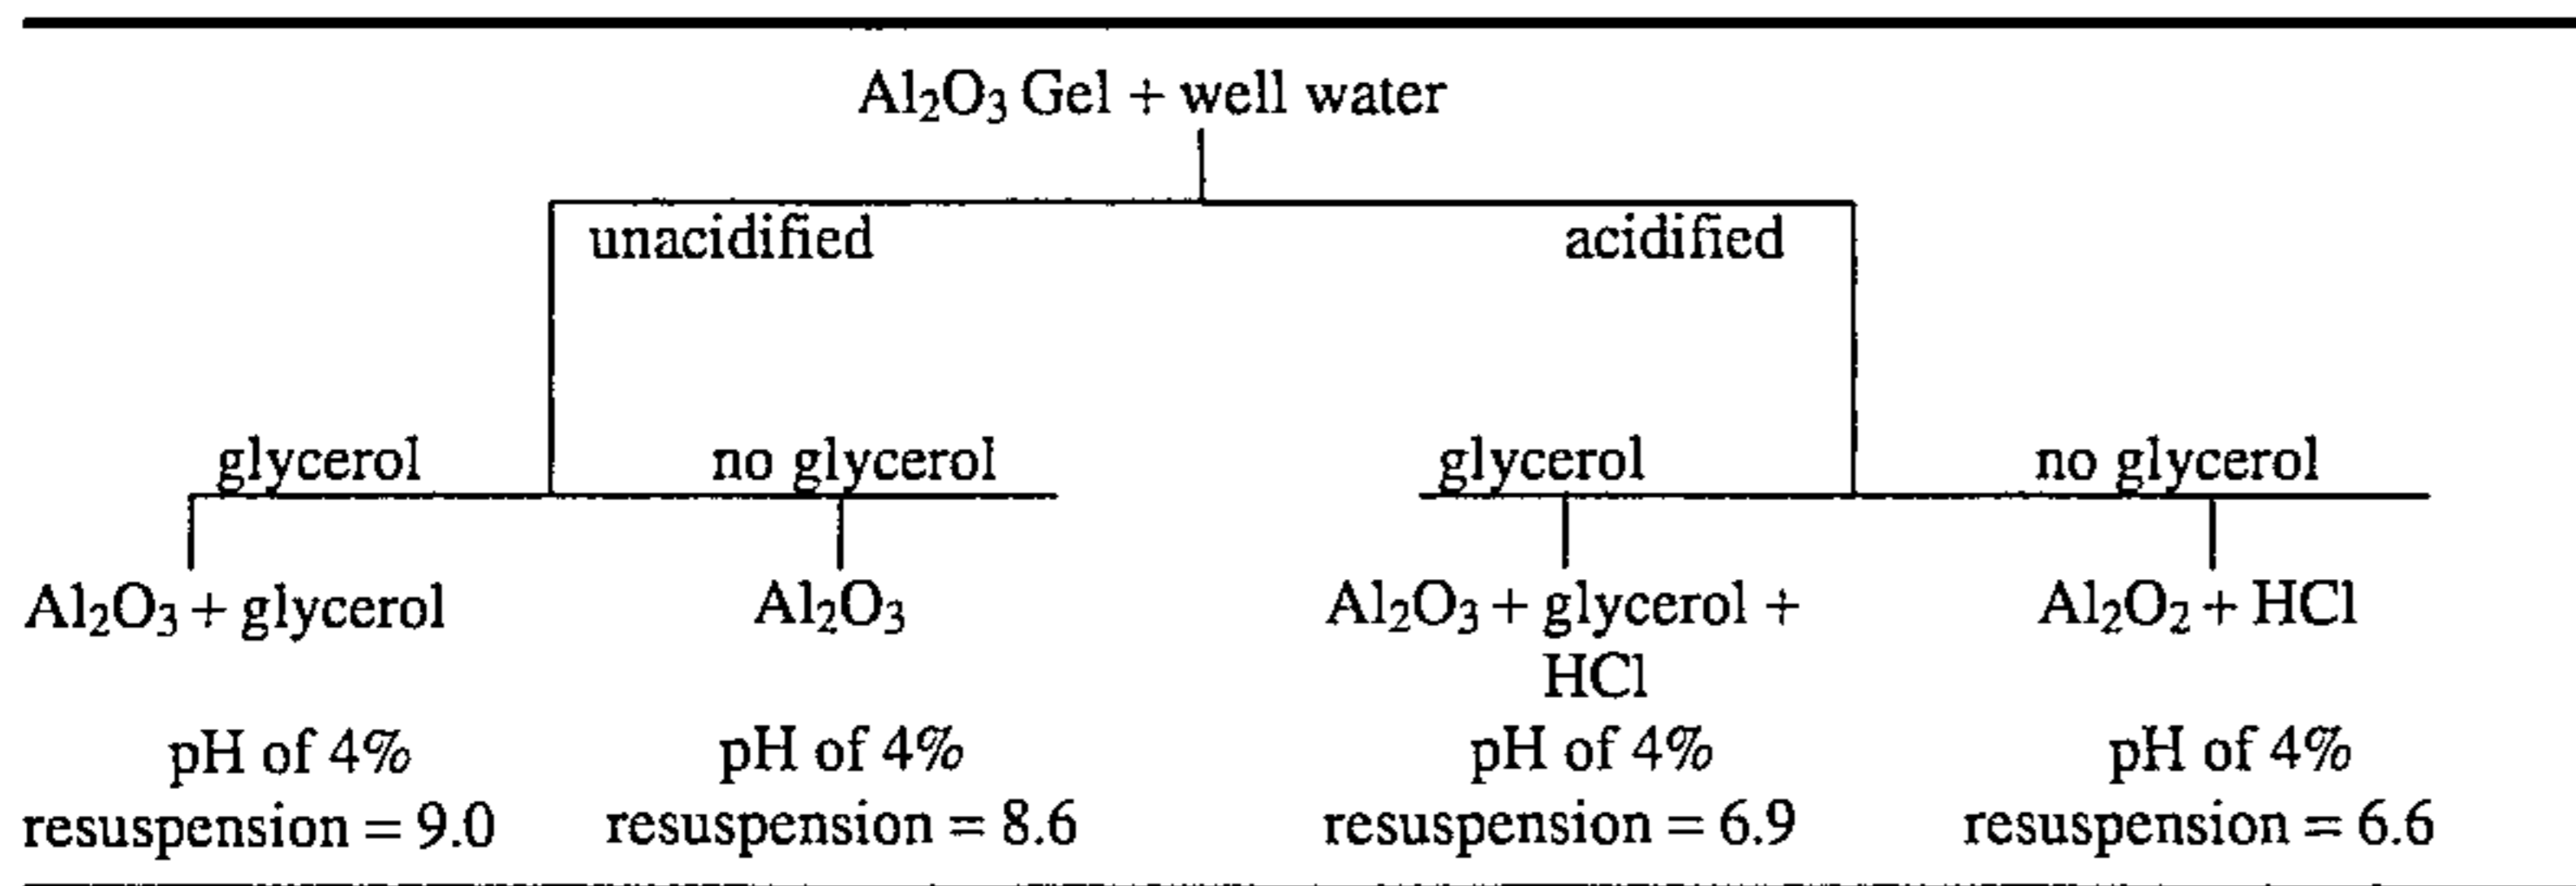 Al₂O₃ Gel + well water
unacidified acidified
glycerol no glycerol glycerol no glycerol
Al₂O₃ + glycerol Al₂O₃ Al₂O₃ + glycerol + Al₂O₂ + HCl
HCl
pH of 4% pH of 4% pH of 4% pH of 4%
resuspension = 9.0 resuspension = 8.6 resuspension = 6.9 resuspension = 6.6